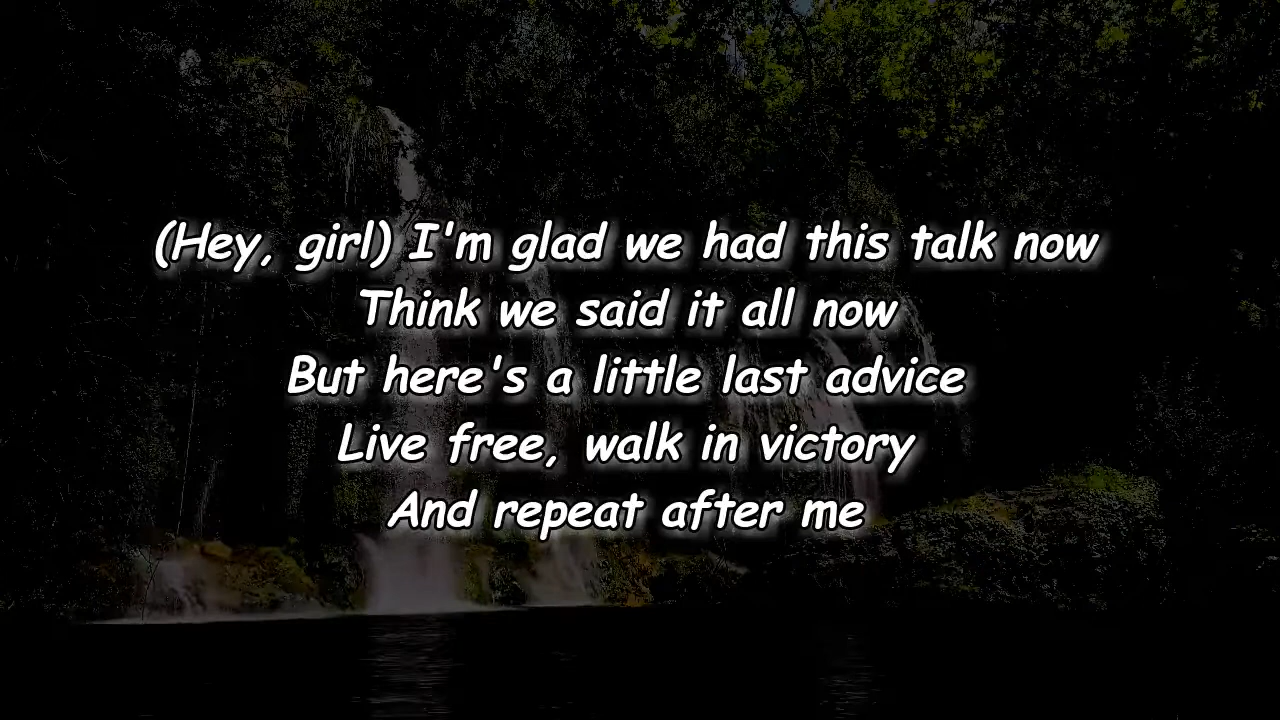 (Hey, girl) I'm glad we had this talk now
Think we said it all now
But here's a little last advice
Live free, walk in victory
And repeat after me